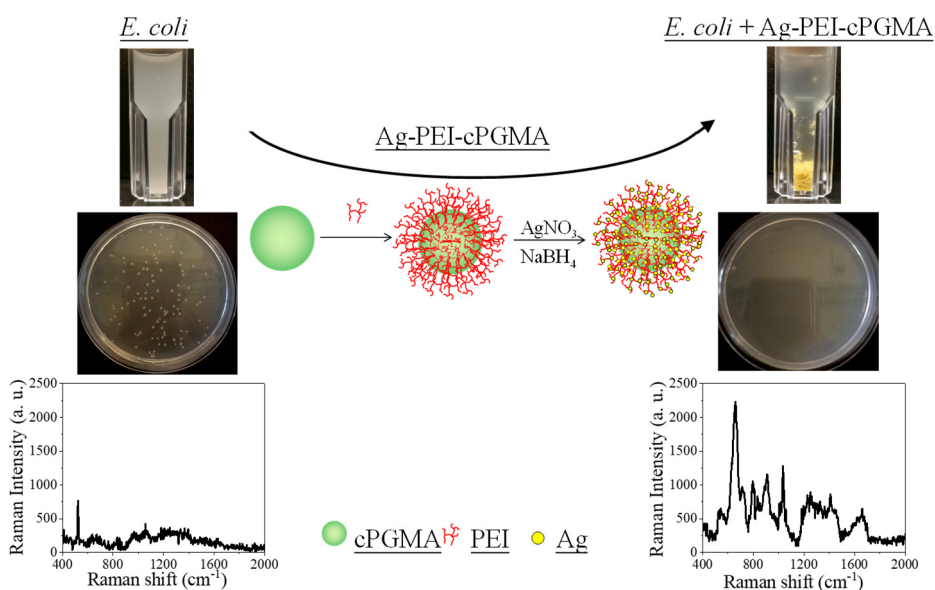 E. coli
E. coli + Ag-PEI-cPGMA
Ag-PEI-cPGMA
AgNO3
NaBH4
2500
2000
1500
1000
500
0
400 800 1200 1600 2000
Raman Intensity (a. u.)
Raman shift (cm-1)
cPGMA PEI Ag
2500
2000
1500
1000
500
0
400 800 1200 1600 2000
Raman Intensity (a. u.)
Raman shift (cm-1)